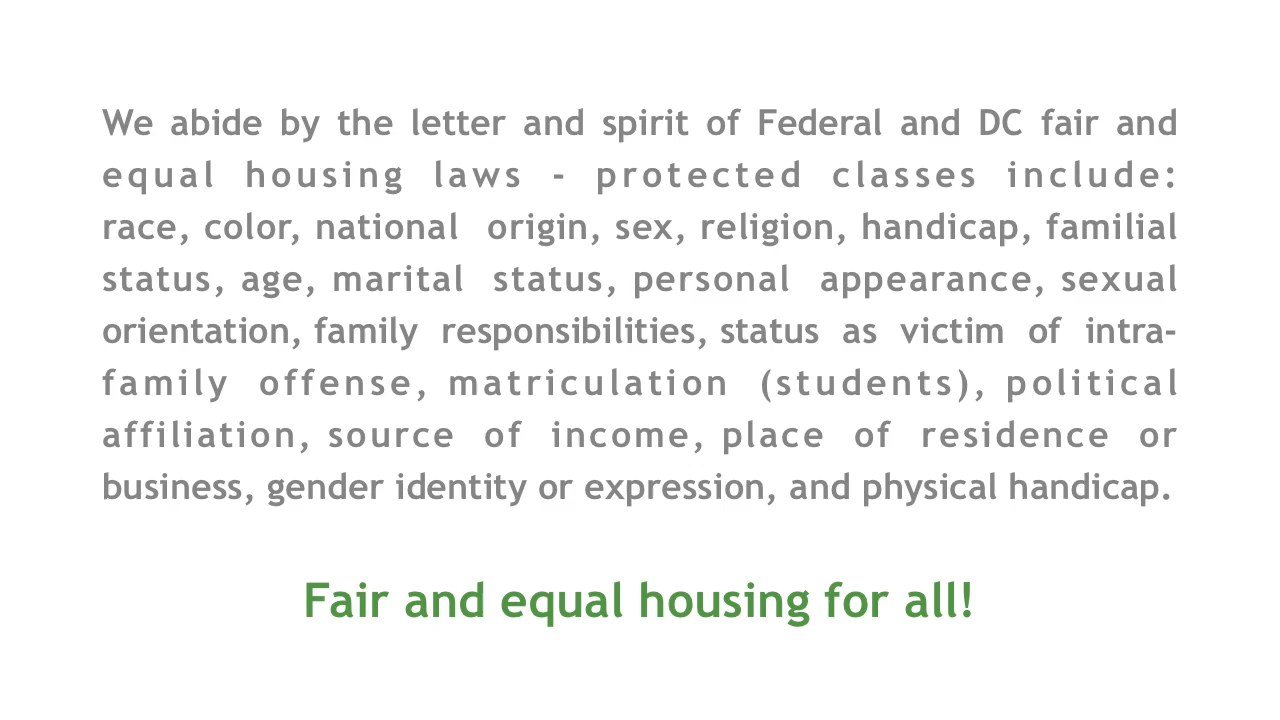 We abide by the letter and spirit of Federal and DC fair and
equal housing laws - protected classes include:
race, color, national origin, sex, religion, handicap, familial
status, age, marital status, personal appearance, sexual
orientation, family responsibilities, status as victim of intra-
family offense, matriculation (students), political
affiliation, source of income, place of residence or
business, gender identity or expression, and physical handicap.
Fair and equal housing for all!